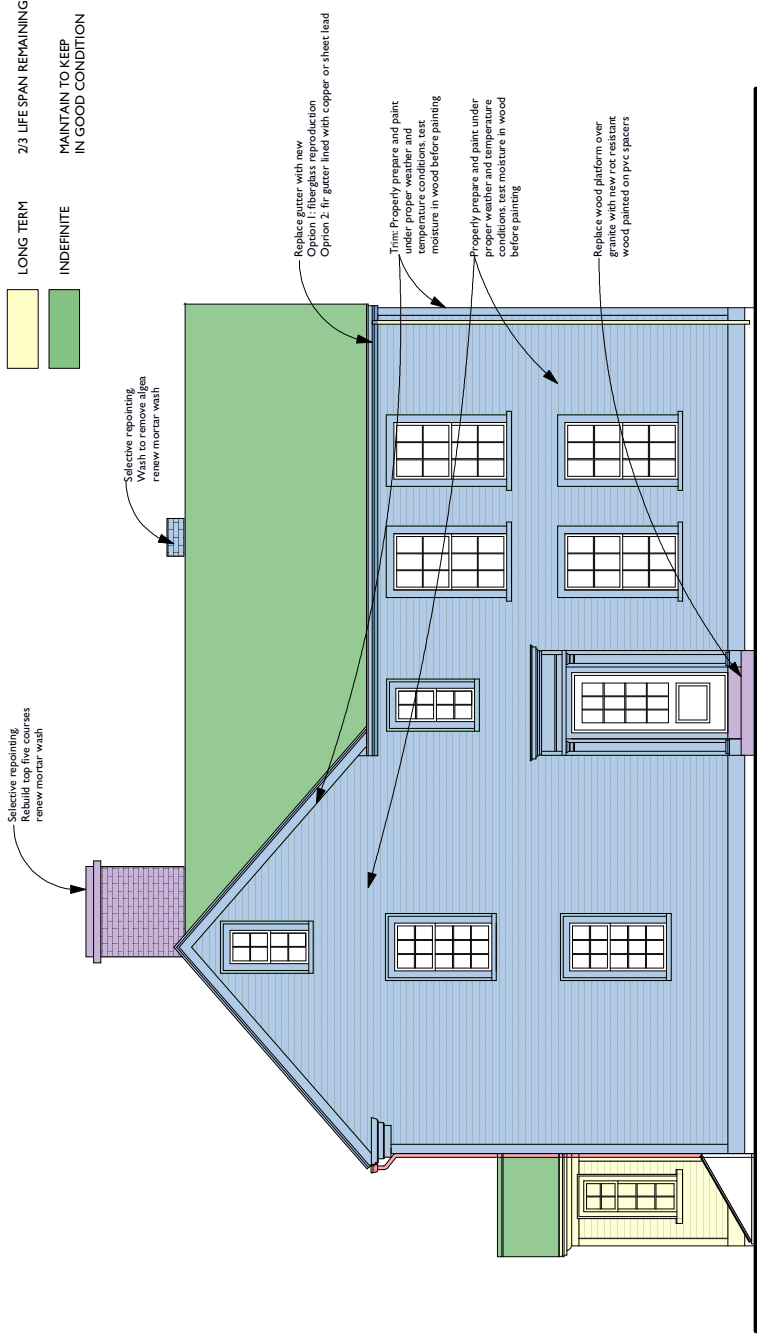 LONG TERM
2/3 LIFE SPAN REMAINING
INDEFINITE
MAINTAIN TO KEEP
IN GOOD CONDITION
Selective repointing
Rebuild top five courses
renew mortar wash
Selective repointing
Wash to remove algea
renew mortar wash
Replace gutter with new
Option 1: fiberglass reproduction
Oprion 2: fir gutter lined with copper or sheet lead
Trim: Properly prepare and paint
under proper weather and
temperature conditions, test
moisture in wood before painting
Properly prepare and paint under
proper weather and temperature
conditions, test moisture in wood
before painting
Replace wood platform over
granite with new rot resistant
wood, painted on pvc spacers